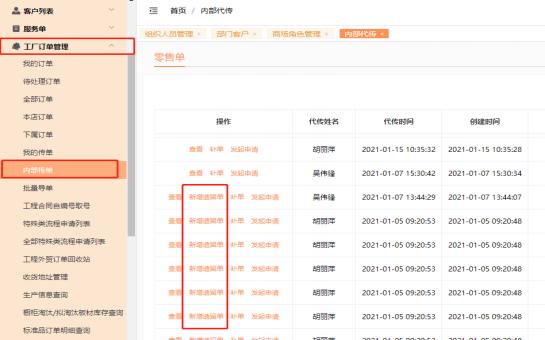 客户列表
服务单
工厂订单管理
我的订单
待处理订单
全部订单
本店订单
下属订单
我的传单
内部传单
批量导单
工程合同自编号取号
特殊类流程申请列表
全部特殊类流程申请列表
工程外贸订单回收站
收货地址管理
生产信息查询
橱柜淘汰/拟淘汰板材库存查询
标准品订单明细查询
首页 / 内部代传
组织人员管理 × 部门客户 × 商场角色管理 × 内部代传 ×
零售单
操作 代传姓名 代传时间 创建时间
查看 补单 发起申请 胡丽萍 2021-01-15 10:35:32 2021-01-15 10:35:28
查看 补单 发起申请 吴伟锋 2021-01-07 15:30:42 2021-01-07 15:30:34
查看 新增遗留单 补单 发起申请 吴伟锋 2021-01-07 13:44:29 2021-01-07 13:44:07
查看 新增遗留单 补单 发起申请 胡丽萍 2021-01-05 09:20:53 2021-01-05 09:20:48
查看 新增遗留单 补单 发起申请 胡丽萍 2021-01-05 09:20:53 2021-01-05 09:20:48
查看 新增遗留单 补单 发起申请 胡丽萍 2021-01-05 09:20:53 2021-01-05 09:20:48
查看 新增遗留单 补单 发起申请 胡丽萍 2021-01-05 09:20:53 2021-01-05 09:20:48
查看 新增遗留单 补单 发起申请 胡丽萍 2021-01-05 09:20:53 2021-01-05 09:20:48